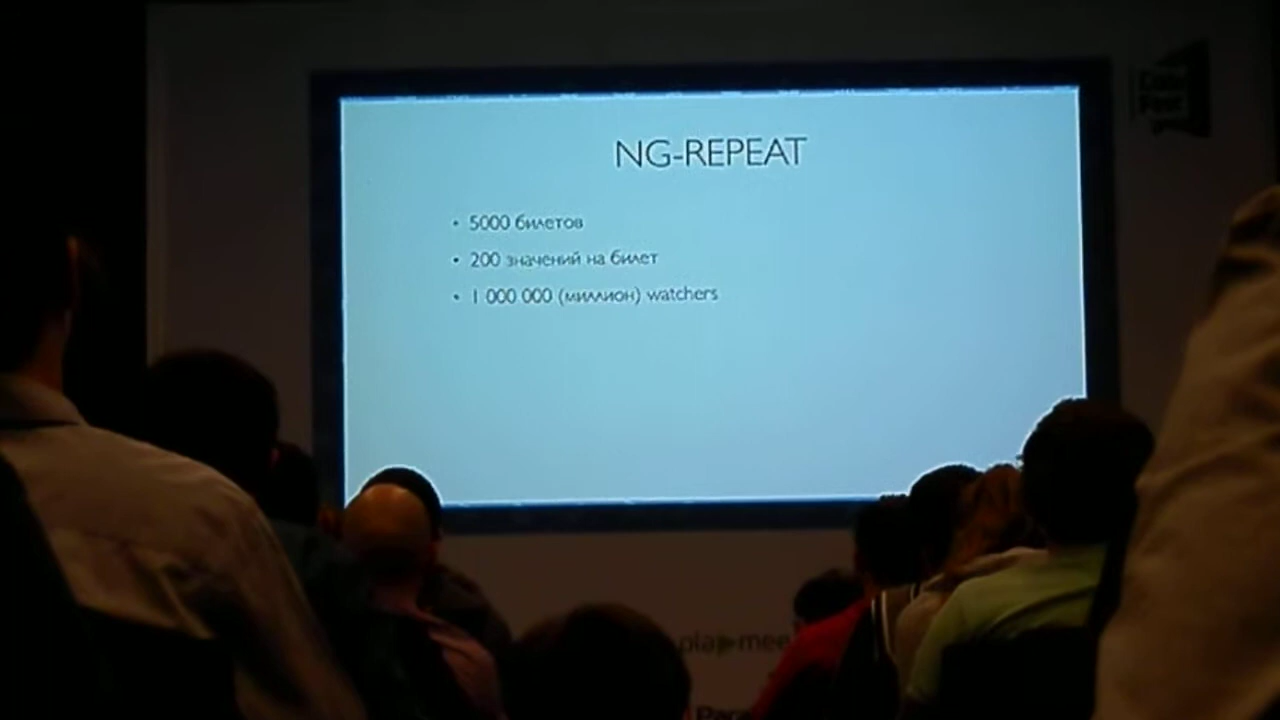 NG-REPEAT
• 5000 билетов
• 200 значений на билет
• 1 000 000 (миллион) watchers